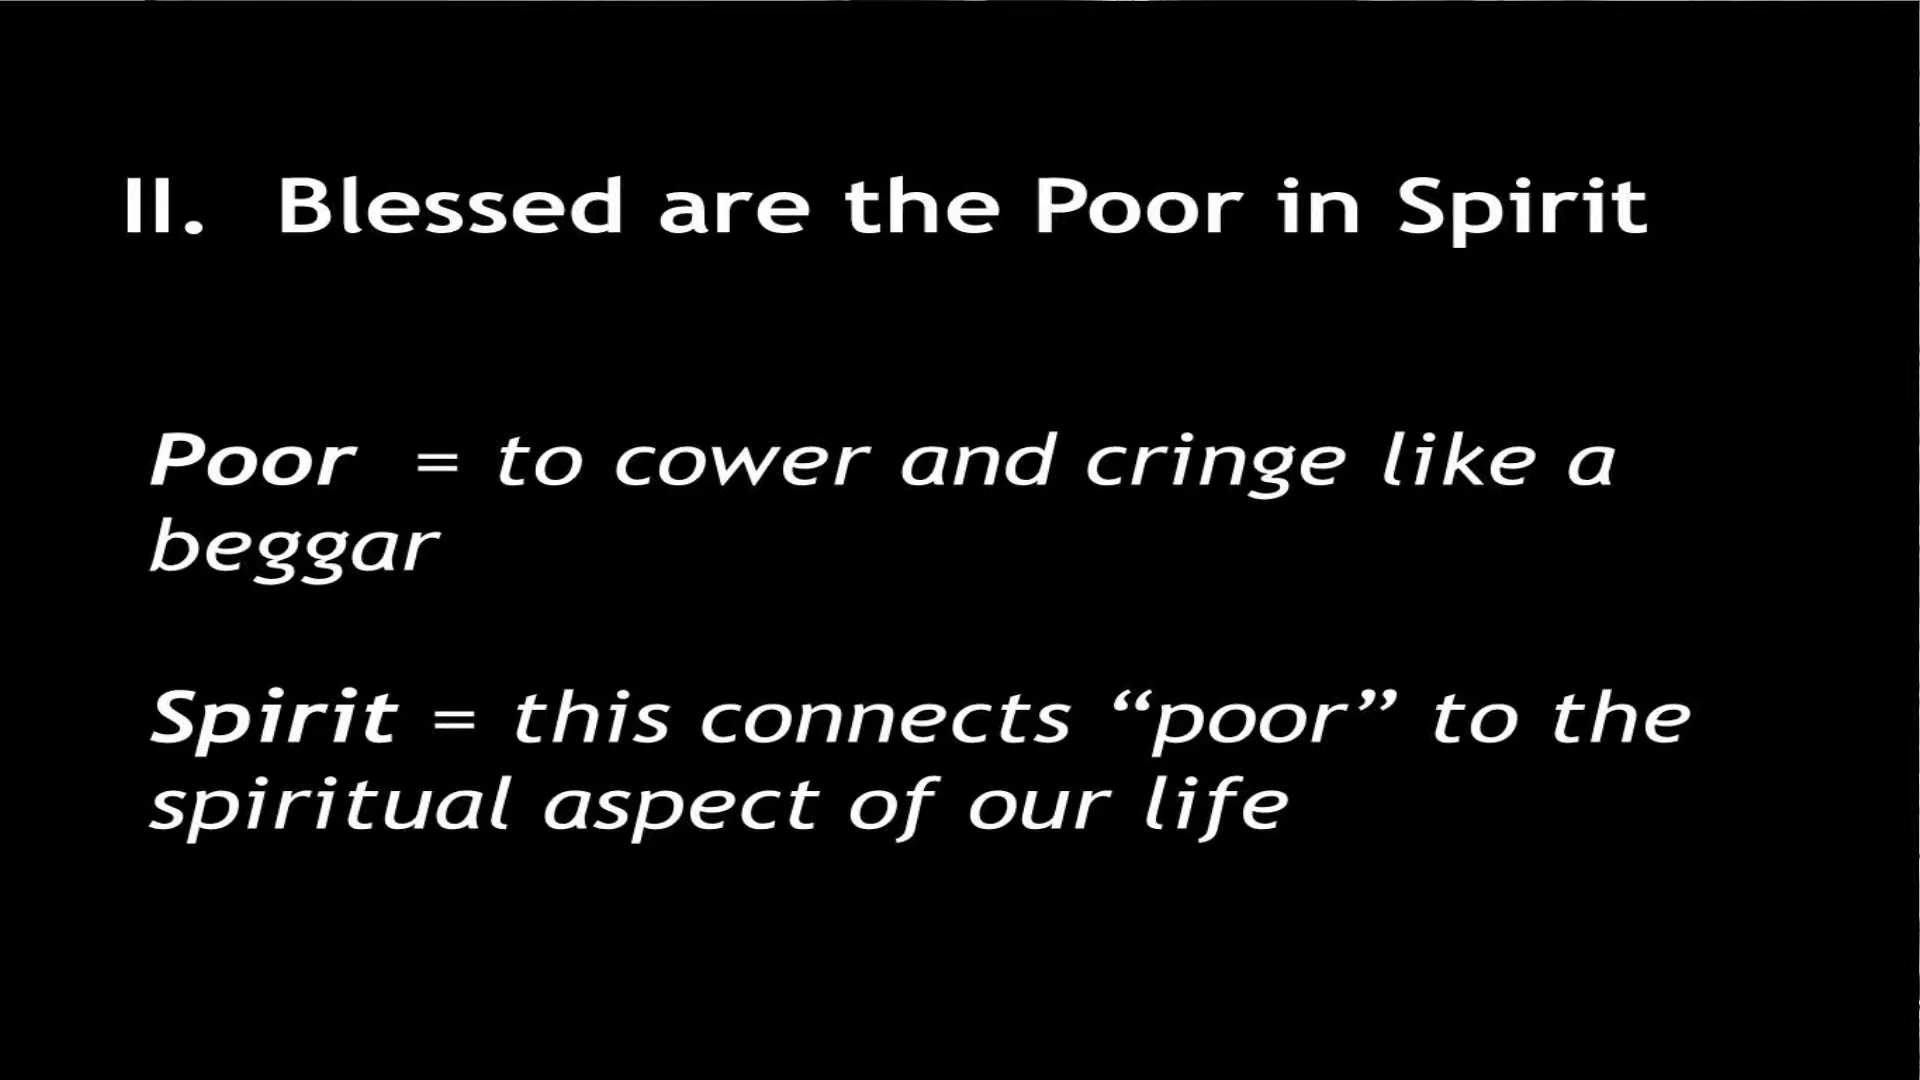 II. Blessed are the Poor in Spirit
Poor = to cower and cringe like a
beggar
Spirit = this connects “poor” to the
spiritual aspect of our life